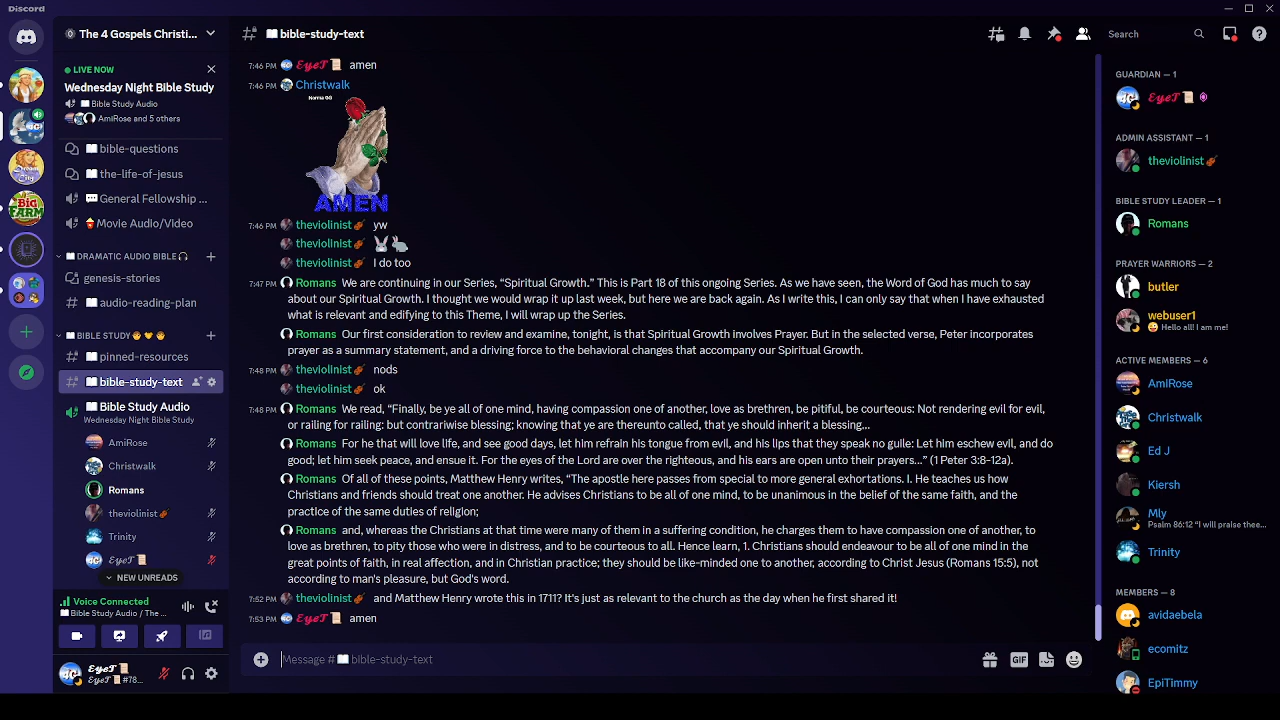 Discord
The 4 Gospels Christi...
LIVE NOW
Wednesday Night Bible Study
Bible Study Audio
AmiRose and 5 others
bible-questions
the-life-of-jesus
General Fellowship ...
Movie Audio/Video
DRAMATIC AUDIO BIBLE
genesis-stories
audio-reading-plan
BIBLE STUDY
pinned-resources
bible-study-text
Bible Study Audio
Wednesday Night Bible Study
AmiRose
Christwalk
Romans
theviolinist
Trinity
EyeT
NEW UNREADS
Voice Connected
Bible Study Audio / The ...
EyeT
EyeT #78...
bible-study-text
Search
7:46 PM EyeT amen
7:46 PM Christwalk
Norma GG
AMEN
7:46 PM theviolinist yw
theviolinist
theviolinist I do too
7:47 PM Romans We are continuing in our Series, “Spiritual Growth.” This is Part 18 of this ongoing Series. As we have seen, the Word of God has much to say
about our Spiritual Growth. I thought we would wrap it up last week, but here we are back again. As I write this, I can only say that when I have exhausted
what is relevant and edifying to this Theme, I will wrap up the Series.
Romans Our first consideration to review and examine, tonight, is that Spiritual Growth involves Prayer. But in the selected verse, Peter incorporates
prayer as a summary statement, and a driving force to the behavioral changes that accompany our Spiritual Growth.
7:48 PM theviolinist nods
theviolinist ok
7:48 PM Romans We read, “Finally, be ye all of one mind, having compassion one of another, love as brethren, be pitiful, be courteous: Not rendering evil for evil,
or railing for railing: but contrariwise blessing; knowing that ye are thereunto called, that ye should inherit a blessing...
Romans For he that will love life, and see good days, let him refrain his tongue from evil, and his lips that they speak no guile: Let him eschew evil, and do
good; let him seek peace, and ensue it. For the eyes of the Lord are over the righteous, and his ears are open unto their prayers...” (1 Peter 3:8-12a).
Romans Of all of these points, Matthew Henry writes, “The apostle here passes from special to more general exhortations. I. He teaches us how
Christians and friends should treat one another. He advises Christians to be all of one mind, to be unanimous in the belief of the same faith, and the
practice of the same duties of religion;
Romans and, whereas the Christians at that time were many of them in a suffering condition, he charges them to have compassion one of another, to
love as brethren, to pity those who were in distress, and to be courteous to all. Hence learn, 1. Christians should endeavour to be all of one mind in the
great points of faith, in real affection, and in Christian practice; they should be like-minded one to another, according to Christ Jesus (Romans 15:5), not
according to man's pleasure, but God's word.
7:52 PM theviolinist and Matthew Henry wrote this in 1711? It's just as relevant to the church as the day when he first shared it!
7:53 PM EyeT amen
Message # bible-study-text
GIF
GUARDIAN — 1
EyeT
ADMIN ASSISTANT — 1
theviolinist
BIBLE STUDY LEADER — 1
Romans
PRAYER WARRIORS — 2
butler
webuser1
Hello all! I am me!
ACTIVE MEMBERS — 6
AmiRose
Christwalk
Ed J
Kiersh
Mly
Psalm 86:12 “I will praise thee...
Trinity
MEMBERS — 8
avidaebela
ecomitz
EpiTimmy